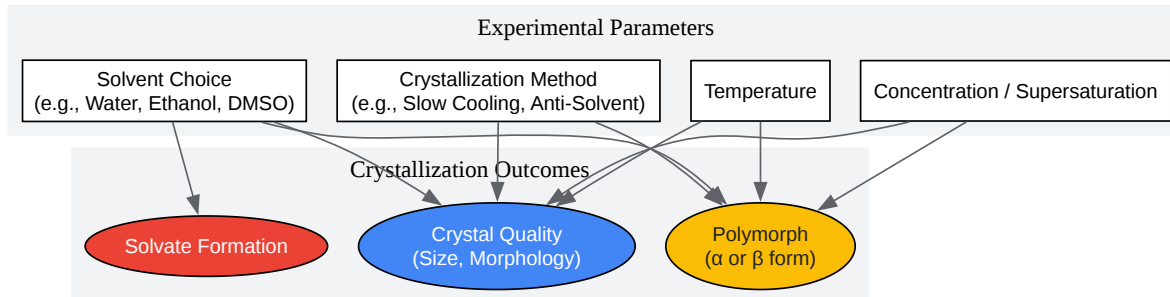 Experimental Parameters
Solvent Choice
(e.g., Water, Ethanol, DMSO)
Crystallization Method
(e.g., Slow Cooling, Anti-Solvent)
Temperature
Concentration / Supersaturation
Crystallization Outcomes
Solvate Formation
Crystal Quality
(Size, Morphology)
Polymorph
(α or β form)